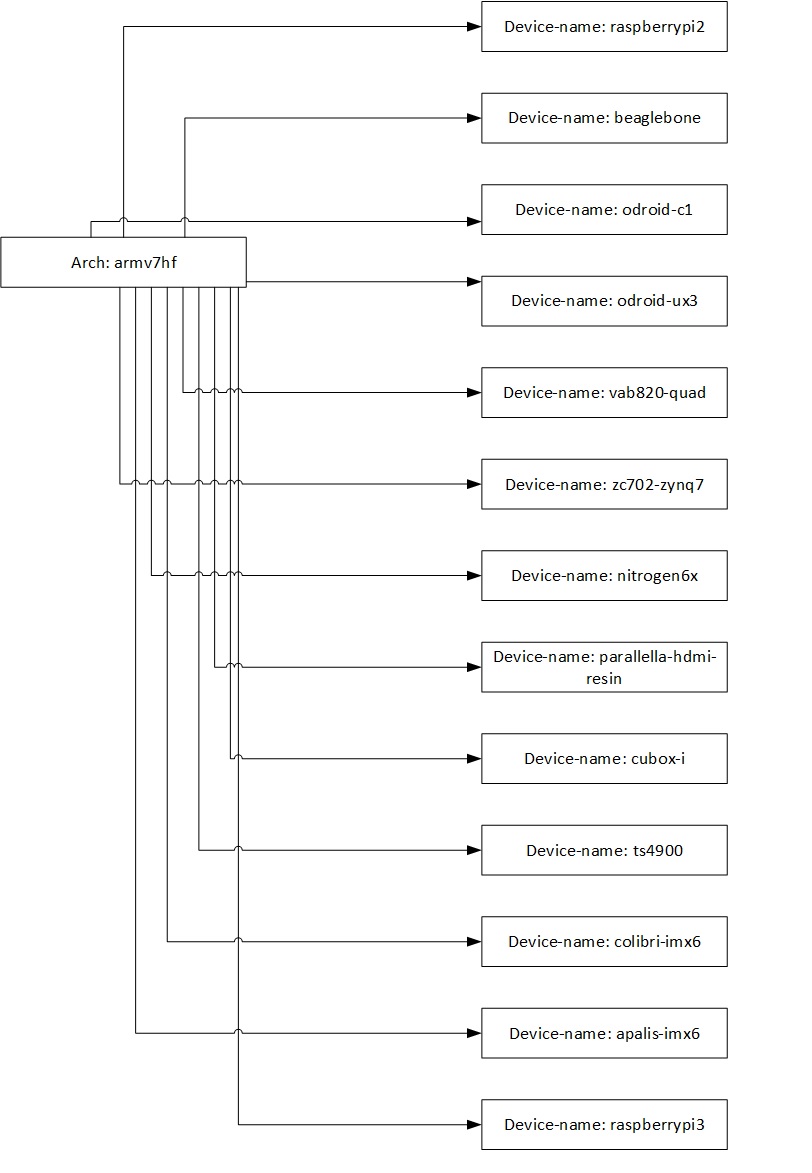 Device-name: raspberrypi2
Device-name: beaglebone
Device-name: odroid-c1
Arch: armv7hf
Device-name: odroid-ux3
Device-name: vab820-quad
Device-name: zc702-zynq7
Device-name: nitrogen6x
Device-name: parallella-hdmi-
resin
Device-name: cubox-i
Device-name: ts4900
Device-name: colibri-imx6
Device-name: apalis-imx6
Device-name: raspberrypi3